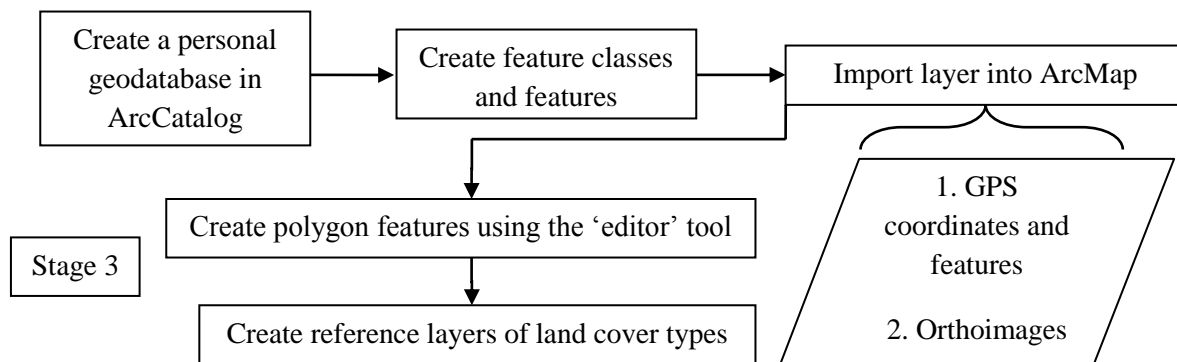 Create a personal
geodatabase in
ArcCatalog
Create feature classes
and features
Import layer into ArcMap
1. GPS
coordinates and
features
2. Orthoimages
Create polygon features using the ‘editor’ tool
Stage 3
Create reference layers of land cover types